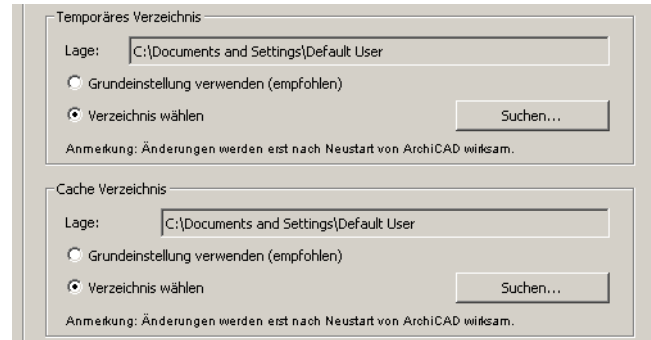 Temporäres Verzeichnis
Lage: C:\Documents and Settings\Default User
Grundeinstellung verwenden (empfohlen)
Verzeichnis wählen Suchen...
Anmerkung: Änderungen werden erst nach Neustart von ArchiCAD wirksam.
Cache Verzeichnis
Lage: C:\Documents and Settings\Default User
Grundeinstellung verwenden (empfohlen)
Verzeichnis wählen Suchen...
Anmerkung: Änderungen werden erst nach Neustart von ArchiCAD wirksam.